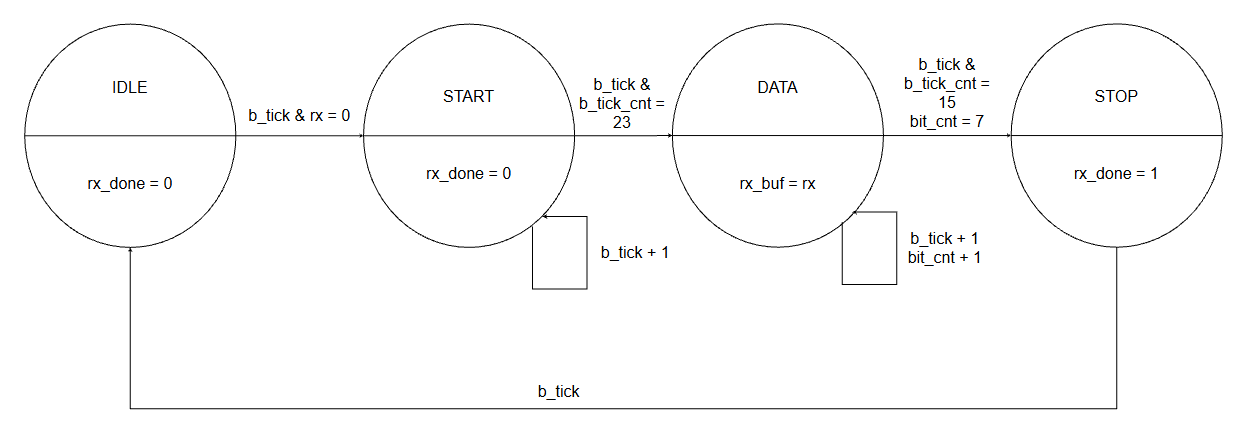 IDLE
rx_done = 0
b_tick & rx = 0
START
rx_done = 0
b_tick + 1
b_tick &
b_tick_cnt =
23
DATA
rx_buf = rx
b_tick + 1
bit_cnt + 1
b_tick &
b_tick_cnt =
15
bit_cnt = 7
STOP
rx_done = 1
b_tick